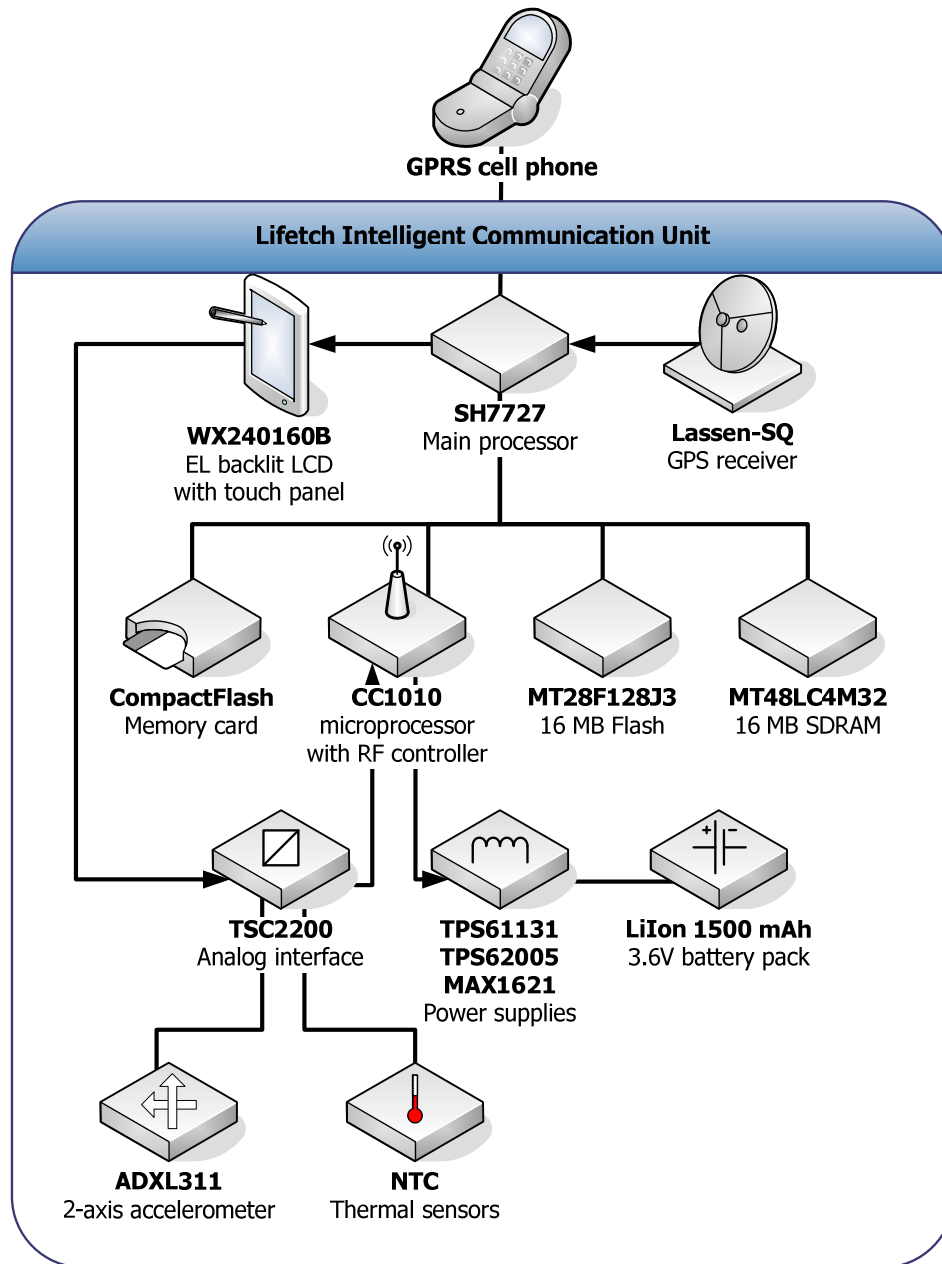 GPRS cell phone
Lifetch Intelligent Communication Unit
WX240160B
EL backlit LCD
with touch panel
SH7727
Main processor
Lassen-SQ
GPS receiver
CompactFlash
Memory card
CC1010
microprocessor
with RF controller
MT28F128J3
16 MB Flash
MT48LC4M32
16 MB SDRAM
TSC2200
Analog interface
TPS61131
TPS62005
MAX1621
Power supplies
+ -
LiIon 1500 mAh
3.6V battery pack
ADXL311
2-axis accelerometer
NTC
Thermal sensors